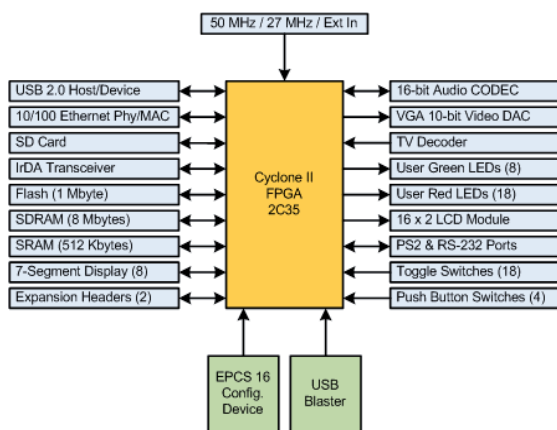 50 MHz / 27 MHz / Ext In
USB 2.0 Host/Device
10/100 Ethernet Phy/MAC
SD Card
IrDA Transceiver
Flash (1 Mbyte)
SDRAM (8 Mbytes)
SRAM (512 Kbytes)
7-Segment Display (8)
Expansion Headers (2)
Cyclone II
FPGA
2C35
16-bit Audio CODEC
VGA 10-bit Video DAC
TV Decoder
User Green LEDs (8)
User Red LEDs (18)
16 x 2 LCD Module
PS2 & RS-232 Ports
Toggle Switches (18)
Push Button Switches (4)
EPCS 16
Config.
Device
USB
Blaster